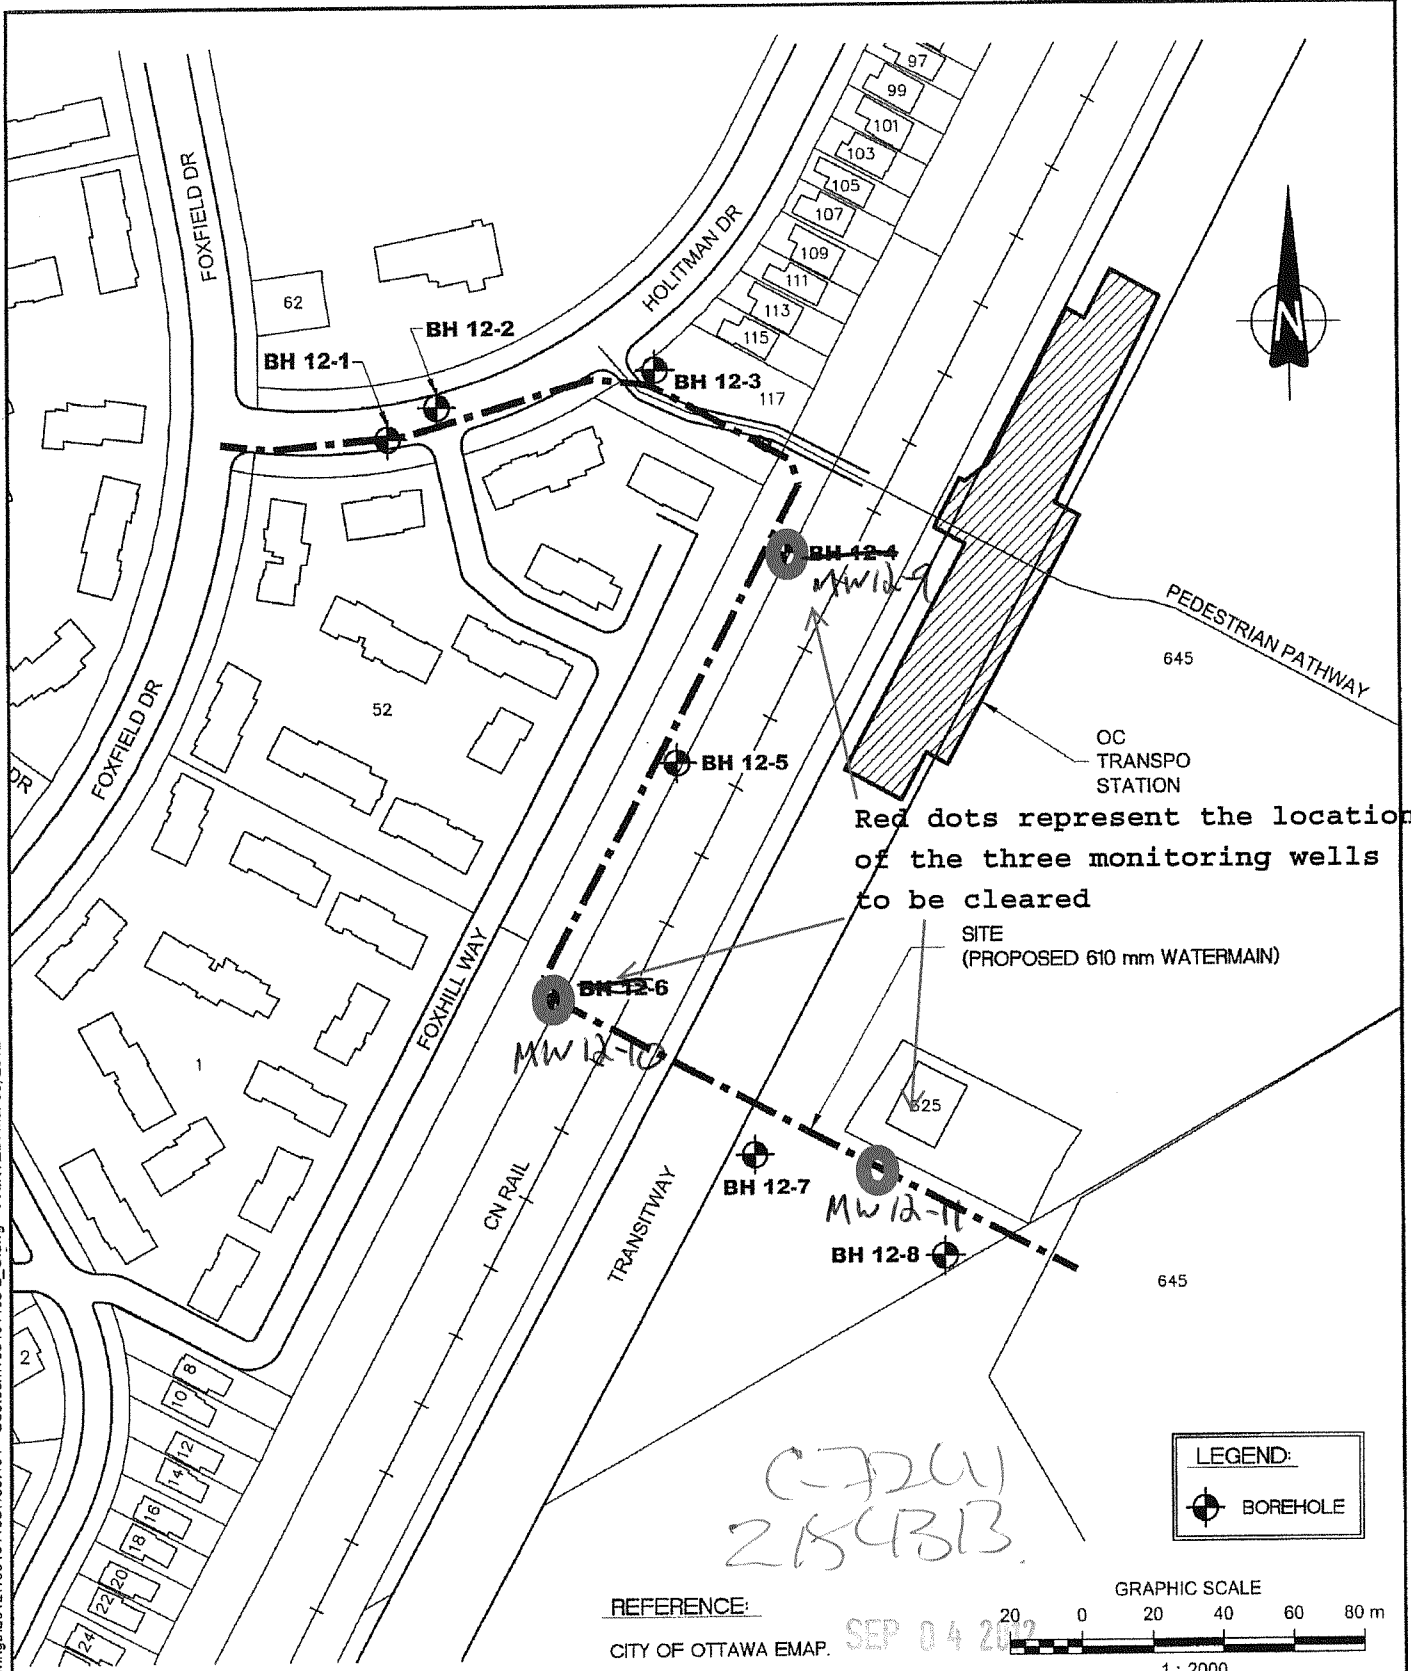 97
99
101
103
105
107
109
111
113
115
117
FOXFIELD DR
HOLITMAN DR
62
N
BH 12-2
BH 12-1
BH 12-3
BH 12-4
MW12-9
PEDESTRIAN PATHWAY
645
52
FOXFIELD DR
DR
OC
TRANSPO
STATION
BH 12-5
Red dots represent the location
of the three monitoring wells
to be cleared
SITE
(PROPOSED 610 mm WATERMAIN)
FOXHILL WAY
BH 12-6
MW 12-10
1
525
CN RAIL
TRANSITWAY
BH 12-7
MW 12-11
BH 12-8
645
2
8
10
12
14
16
18
20
22
24
LEGEND:
BOREHOLE
REFERENCE:
CITY OF OTTAWA EMAP.
SEP 04 2012
GRAPHIC SCALE
20 0 20 40 60 80 m
1 : 2000